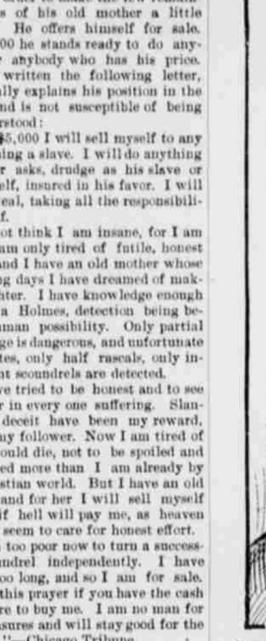 s of his old mother a little
He offers himself for sale.
00 he stands ready to do any-
anybody who has his price.
written the following letter,
lly explains his position in the
nd is not susceptible of being
rstood:
$5,000 I will sell myself to any
ing a slave. I will do anything
r asks, drudge as his slave or
elf, insured in his favor. I will
eal, taking all the responsibili-
f.
ot think I am insane, for I am
am only tired of futile, honest
nd I have an old mother whose
g days I have dreamed of mak-
hter. I have knowledge enough
a Holmes, detection being be-
uman possibility. Only partial
ge is dangerous, and unfortunate
tes, only half rascals, only in-
nt scoundrels are detected.
ve tried to be honest and to see
r in every one suffering. Slan-
deceit have been my reward,
my follower. Now I am tired of
ould die, not to be spoiled and
ed more than I am already by
stian world. But I have an old
and for her I will sell myself
if hell will pay me, as heaven
seem to care for honest effort.
too poor now to turn a success-
undrel independently. I have
oo long, and so I am for sale.
this prayer if you have the cash
re to buy me. I am no man for
sures and will stay good for the
"—Chicago Tribune.